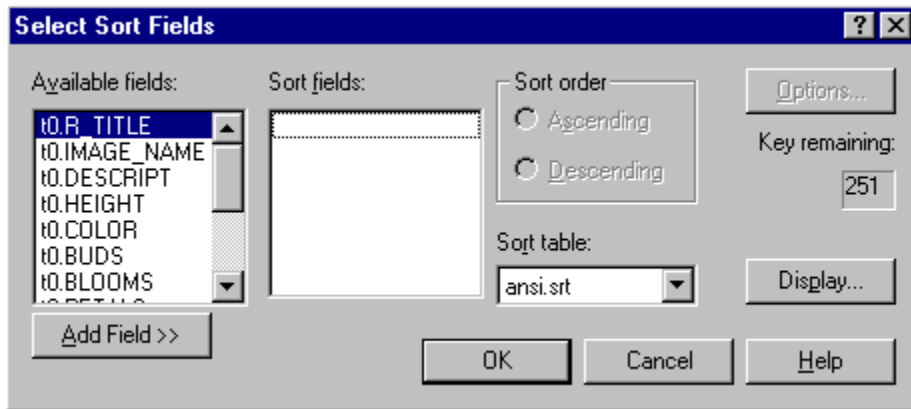 Select Sort Fields
Available fields:
t0.R_TITLE
t0.IMAGE_NAME
t0.DESCRIPT
t0.HEIGHT
t0.COLOR
t0.BUDS
t0.BLOOMS
Add Field >>
Sort fields:
Sort order
Ascending
Descending
Sort table:
ansi.srt
Options...
Key remaining:
251
Display...
OK
Cancel
Help